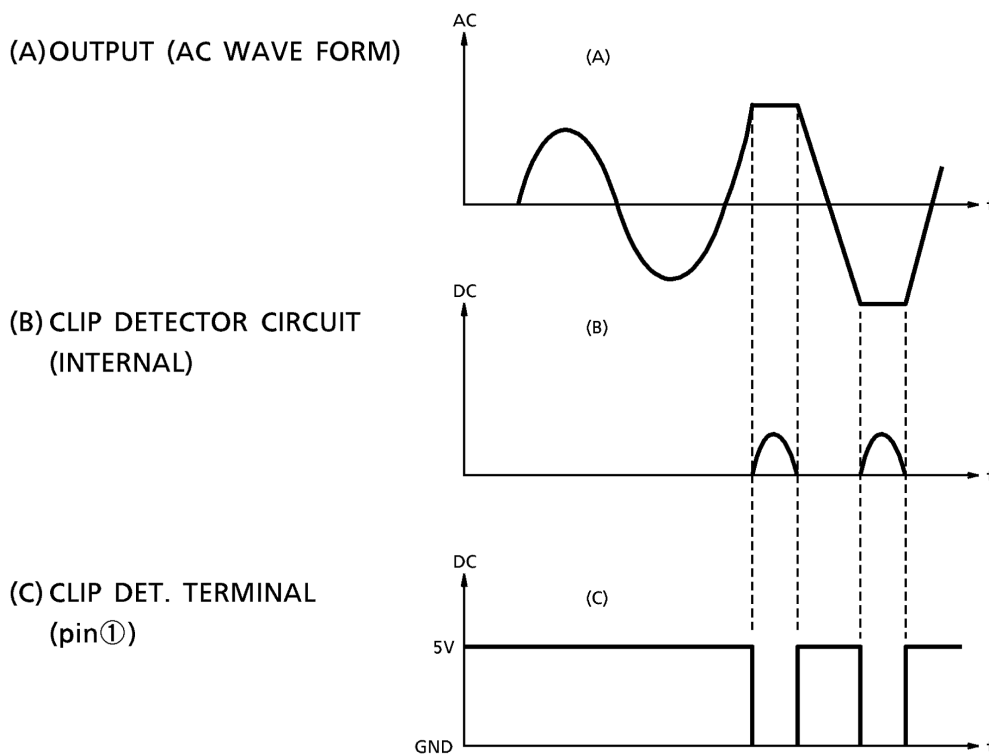 (A) OUTPUT (AC WAVE FORM)
AC
(A)
T
(B) CLIP DETECTOR CIRCUIT
(INTERNAL)
DC
(B)
T
(C) CLIP DET. TERMINAL
(pin①)
DC
(C)
5V
GND
T